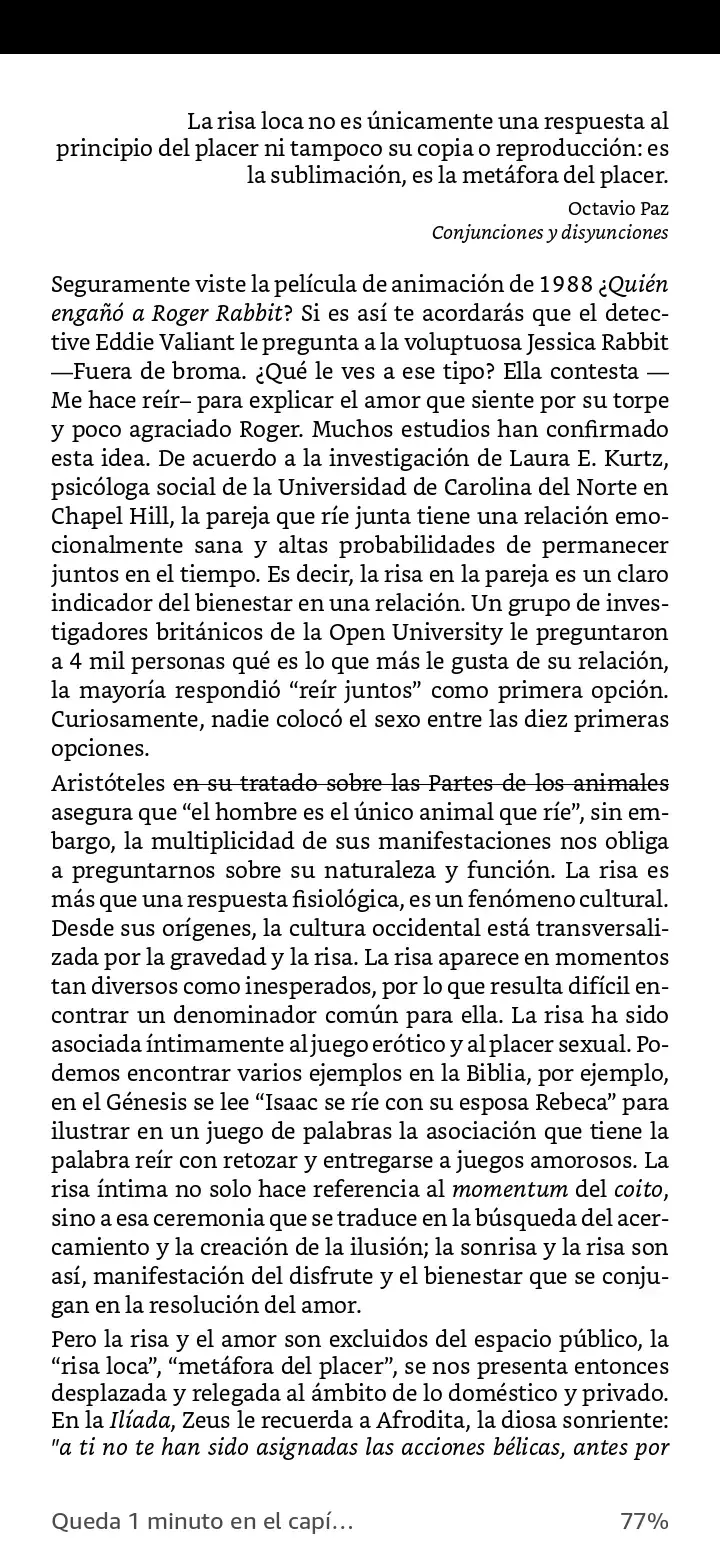 La risa loca no es únicamente una respuesta al
principio del placer ni tampoco su copia o reproducción: es
la sublimación, es la metáfora del placer.
Octavio Paz
Conjunciones y disyunciones
Seguramente viste la película de animación de 1988 ¿Quién
engañó a Roger Rabbit? Si es así te acordarás que el detec-
tive Eddie Valiant le pregunta a la voluptuosa Jessica Rabbit
—Fuera de broma. ¿Qué le ves a ese tipo? Ella contesta —
Me hace reír– para explicar el amor que siente por su torpe
y poco agraciado Roger. Muchos estudios han confirmado
esta idea. De acuerdo a la investigación de Laura E. Kurtz,
psicóloga social de la Universidad de Carolina del Norte en
Chapel Hill, la pareja que ríe junta tiene una relación emo-
cionalmente sana y altas probabilidades de permanecer
juntos en el tiempo. Es decir, la risa en la pareja es un claro
indicador del bienestar en una relación. Un grupo de inves-
tigadores británicos de la Open University le preguntaron
a 4 mil personas qué es lo que más le gusta de su relación,
la mayoría respondió “reír juntos” como primera opción.
Curiosamente, nadie colocó el sexo entre las diez primeras
opciones.
Aristóteles en su tratado sobre las Partes de los animales
asegura que “el hombre es el único animal que ríe”, sin em-
bargo, la multiplicidad de sus manifestaciones nos obliga
a preguntarnos sobre su naturaleza y función. La risa es
más que una respuesta fisiológica, es un fenómeno cultural.
Desde sus orígenes, la cultura occidental está transversali-
zada por la gravedad y la risa. La risa aparece en momentos
tan diversos como inesperados, por lo que resulta difícil en-
contrar un denominador común para ella. La risa ha sido
asociada íntimamente al juego erótico y al placer sexual. Po-
demos encontrar varios ejemplos en la Biblia, por ejemplo,
en el Génesis se lee “Isaac se ríe con su esposa Rebeca” para
ilustrar en un juego de palabras la asociación que tiene la
palabra reír con retozar y entregarse a juegos amorosos. La
risa íntima no solo hace referencia al momentum del coito,
sino a esa ceremonia que se traduce en la búsqueda del acer-
camiento y la creación de la ilusión; la sonrisa y la risa son
así, manifestación del disfrute y el bienestar que se conju-
gan en la resolución del amor.
Pero la risa y el amor son excluidos del espacio público, la
“risa loca”, “metáfora del placer”, se nos presenta entonces
desplazada y relegada al ámbito de lo doméstico y privado.
En la Ilíada, Zeus le recuerda a Afrodita, la diosa sonriente:
"a ti no te han sido asignadas las acciones bélicas, antes por
Queda 1 minuto en el capí… 77%